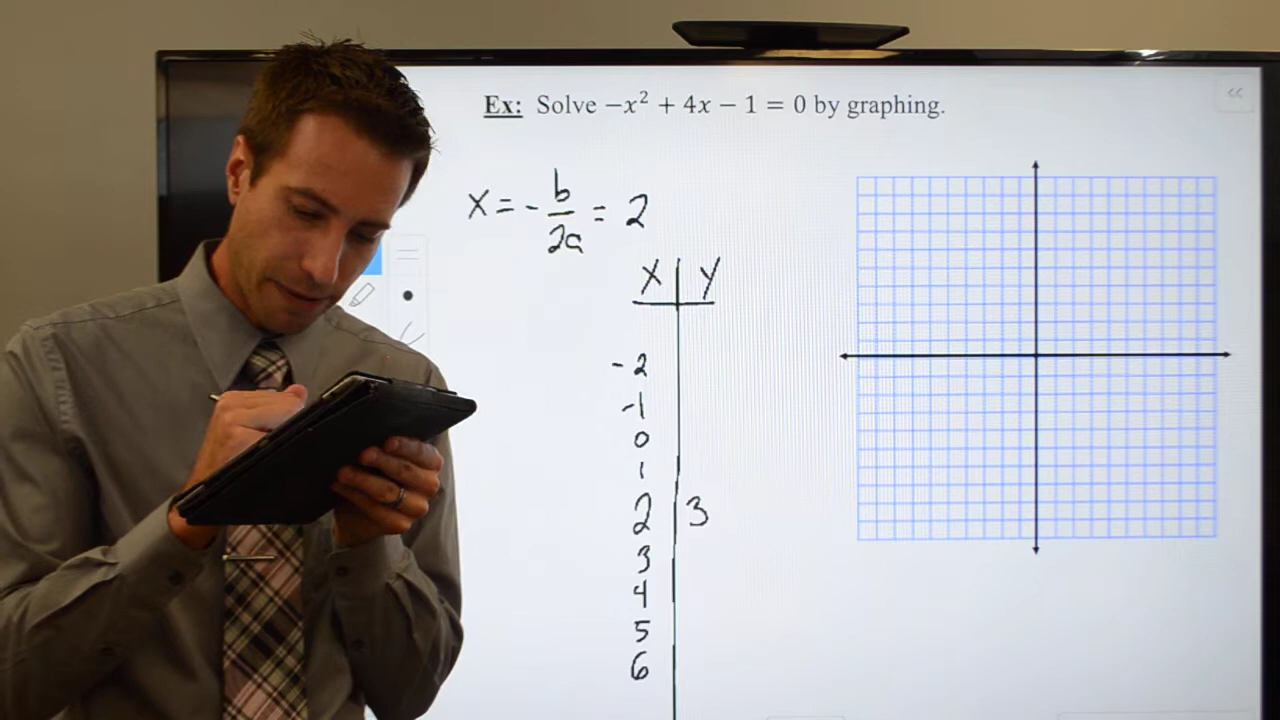 Ex: Solve −x² + 4x − 1 = 0 by graphing.
X = - b/2a = 2
X | Y
-2
-1
0
1
2 | 3
3
4
5
6